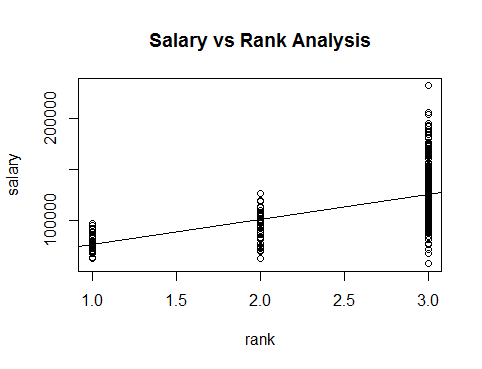 Salary vs Rank Analysis
salary
200000
100000
1.0 1.5 2.0 2.5 3.0
rank